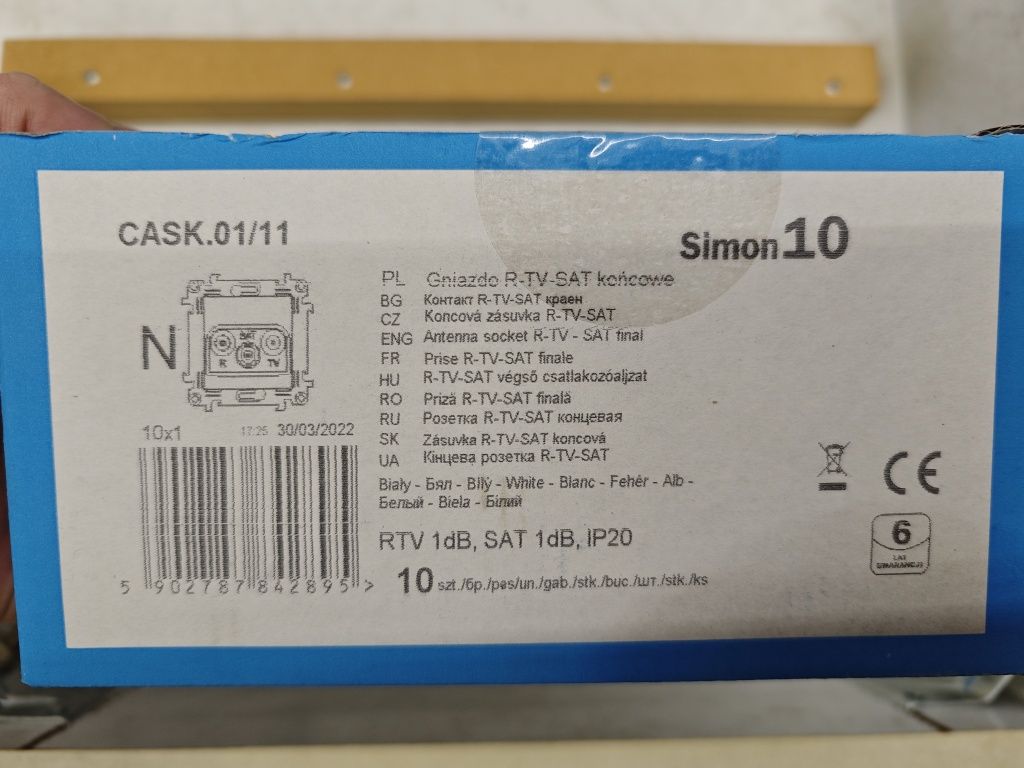 CASK.01/11
Simon10
N
SAT
R
TV
PL Gniazdo R-TV-SAT końcowe
BG Контакт R-TV-SAT краен
CZ Koncová zásuvka R-TV-SAT
ENG Antenna socket R-TV - SAT final
FR Prise R-TV-SAT finale
HU R-TV-SAT végső csatlakozóaljzat
RO Priză R-TV-SAT finală
RU Розетка R-TV-SAT концевая
SK Zásuvka R-TV-SAT koncová
UA Кінцева розетка R-TV-SAT
10x1 17:25 30/03/2022
Biały - Бял - Bílý - White - Blanc - Fehér - Alb -
Белый - Biela - Білий
RTV 1dB, SAT 1dB, IP20
10 szt./бр./pcs/un./gab./stk./buc./шт./stk./ks
5 902787 842895 >
CE
6
LAT
GWARANCJI